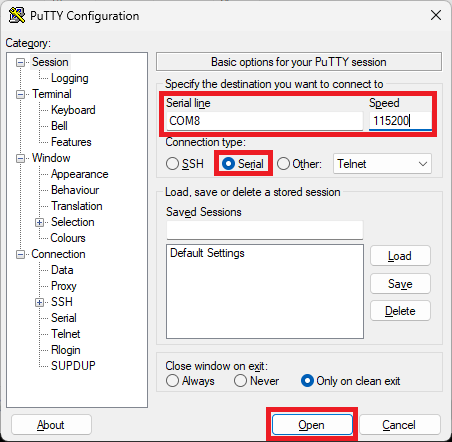 PuTTY Configuration
Category:
Session
Logging
Terminal
Keyboard
Bell
Features
Window
Appearance
Behaviour
Translation
Selection
Colours
Connection
Data
Proxy
SSH
Serial
Telnet
Rlogin
SUPDUP
Basic options for your PuTTY session
Specify the destination you want to connect to
Serial line Speed
COM8 115200
Connection type:
SSH Serial Other: Telnet
Load, save or delete a stored session
Saved Sessions
Default Settings
Load
Save
Delete
Close window on exit:
Always Never Only on clean exit
About Open Cancel